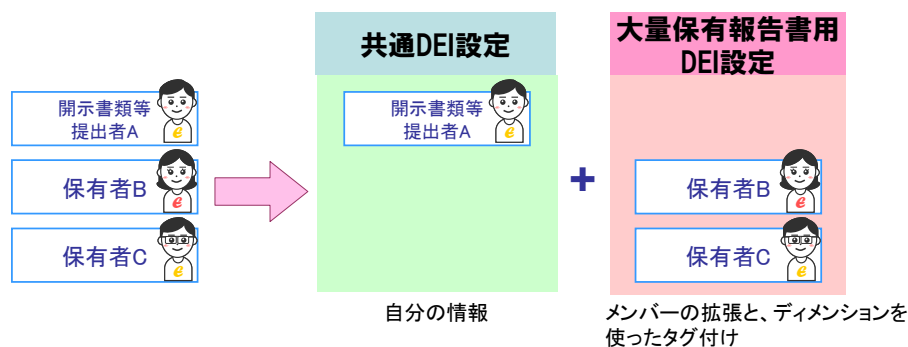 共通DEI設定
大量保有報告書用
DEI設定
開示書類等
提出者A
保有者B
保有者C
開示書類等
提出者A
+
保有者B
保有者C
e
e
e
e
e
e
自分の情報
メンバーの拡張と、ディメンションを
使ったタグ付け